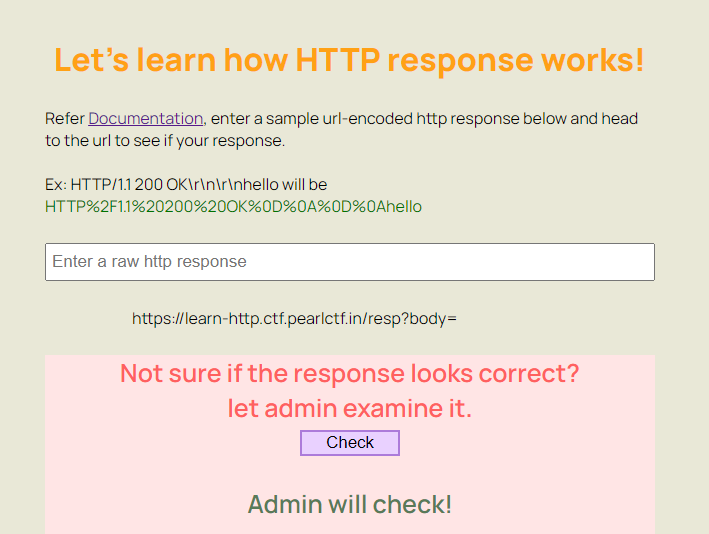 Let's learn how HTTP response works!
Refer Documentation, enter a sample url-encoded http response below and head
to the url to see if your response.
Ex: HTTP/1.1 200 OK\r\n\r\nhello will be
HTTP%2F1.1%20200%20OK%0D%0A%0D%0Ahello
Enter a raw http response
https://learn-http.ctf.pearlctf.in/resp?body=
Not sure if the response looks correct?
let admin examine it.
Check
Admin will check!